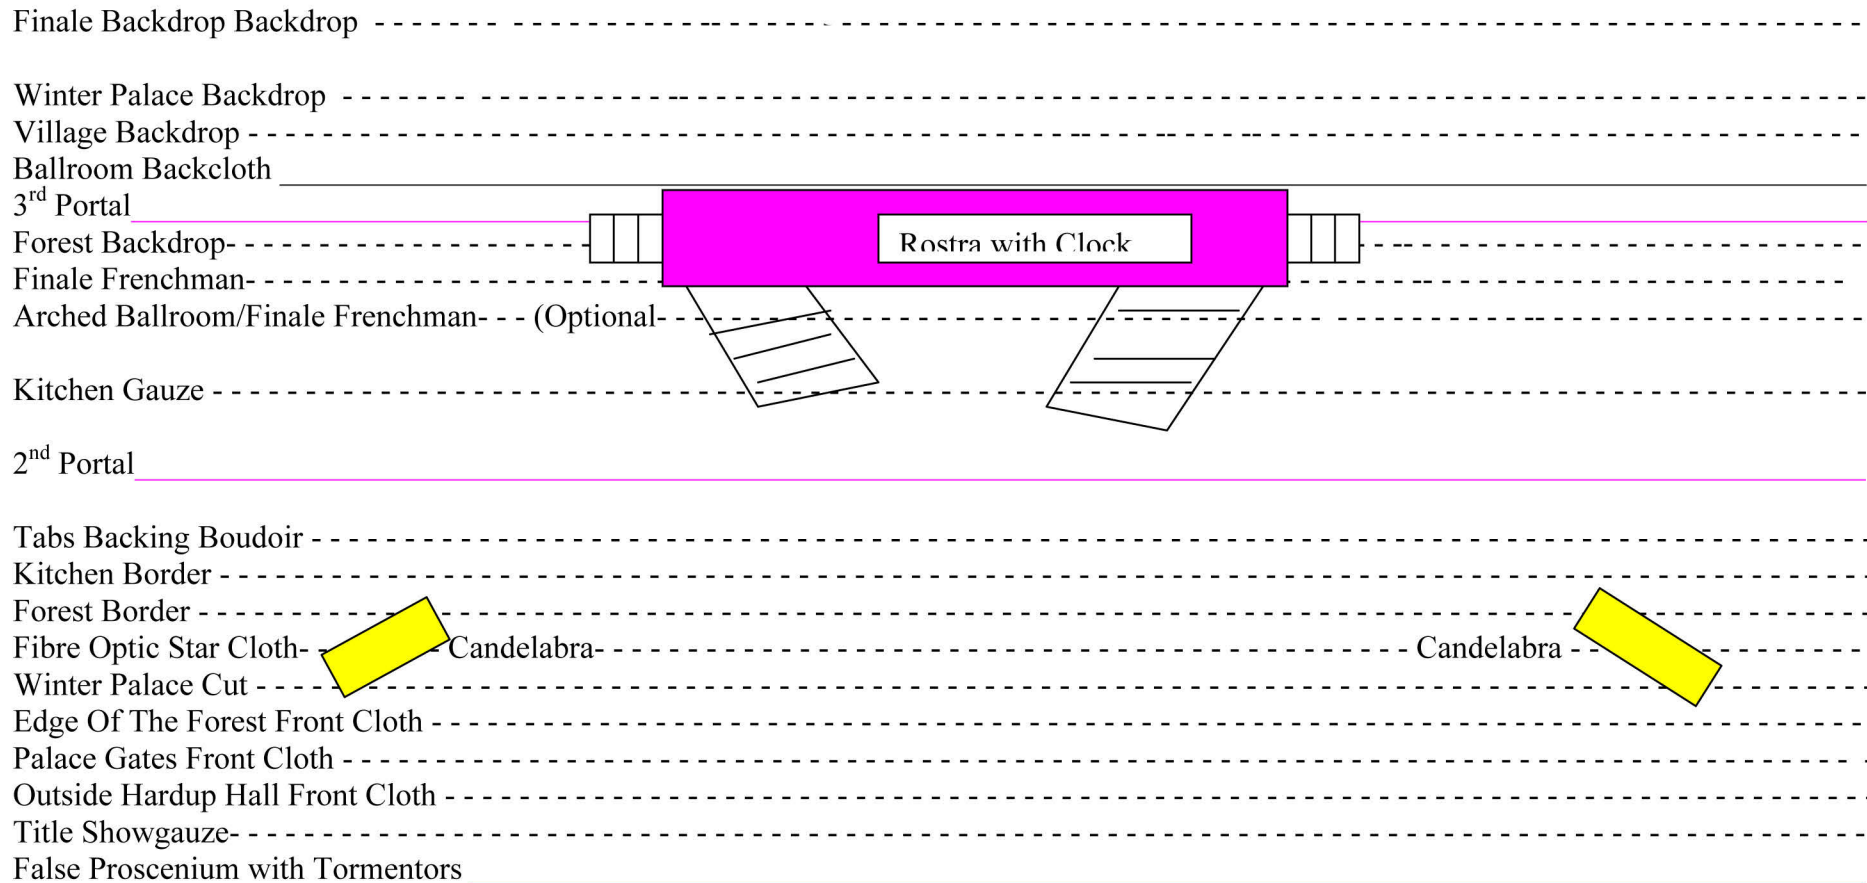 Finale Backdrop Backdrop
Winter Palace Backdrop
Village Backdrop
Ballroom Backcloth
3rd Portal
Forest Backdrop
Rostra with Clock
Finale Frenchman
Arched Ballroom/Finale Frenchman- - - (Optional
Kitchen Gauze
2nd Portal
Tabs Backing Boudoir
Kitchen Border
Forest Border
Fibre Optic Star Cloth Candelabra Candelabra
Winter Palace Cut
Edge Of The Forest Front Cloth
Palace Gates Front Cloth
Outside Hardup Hall Front Cloth
Title Showgauze
False Proscenium with Tormentors